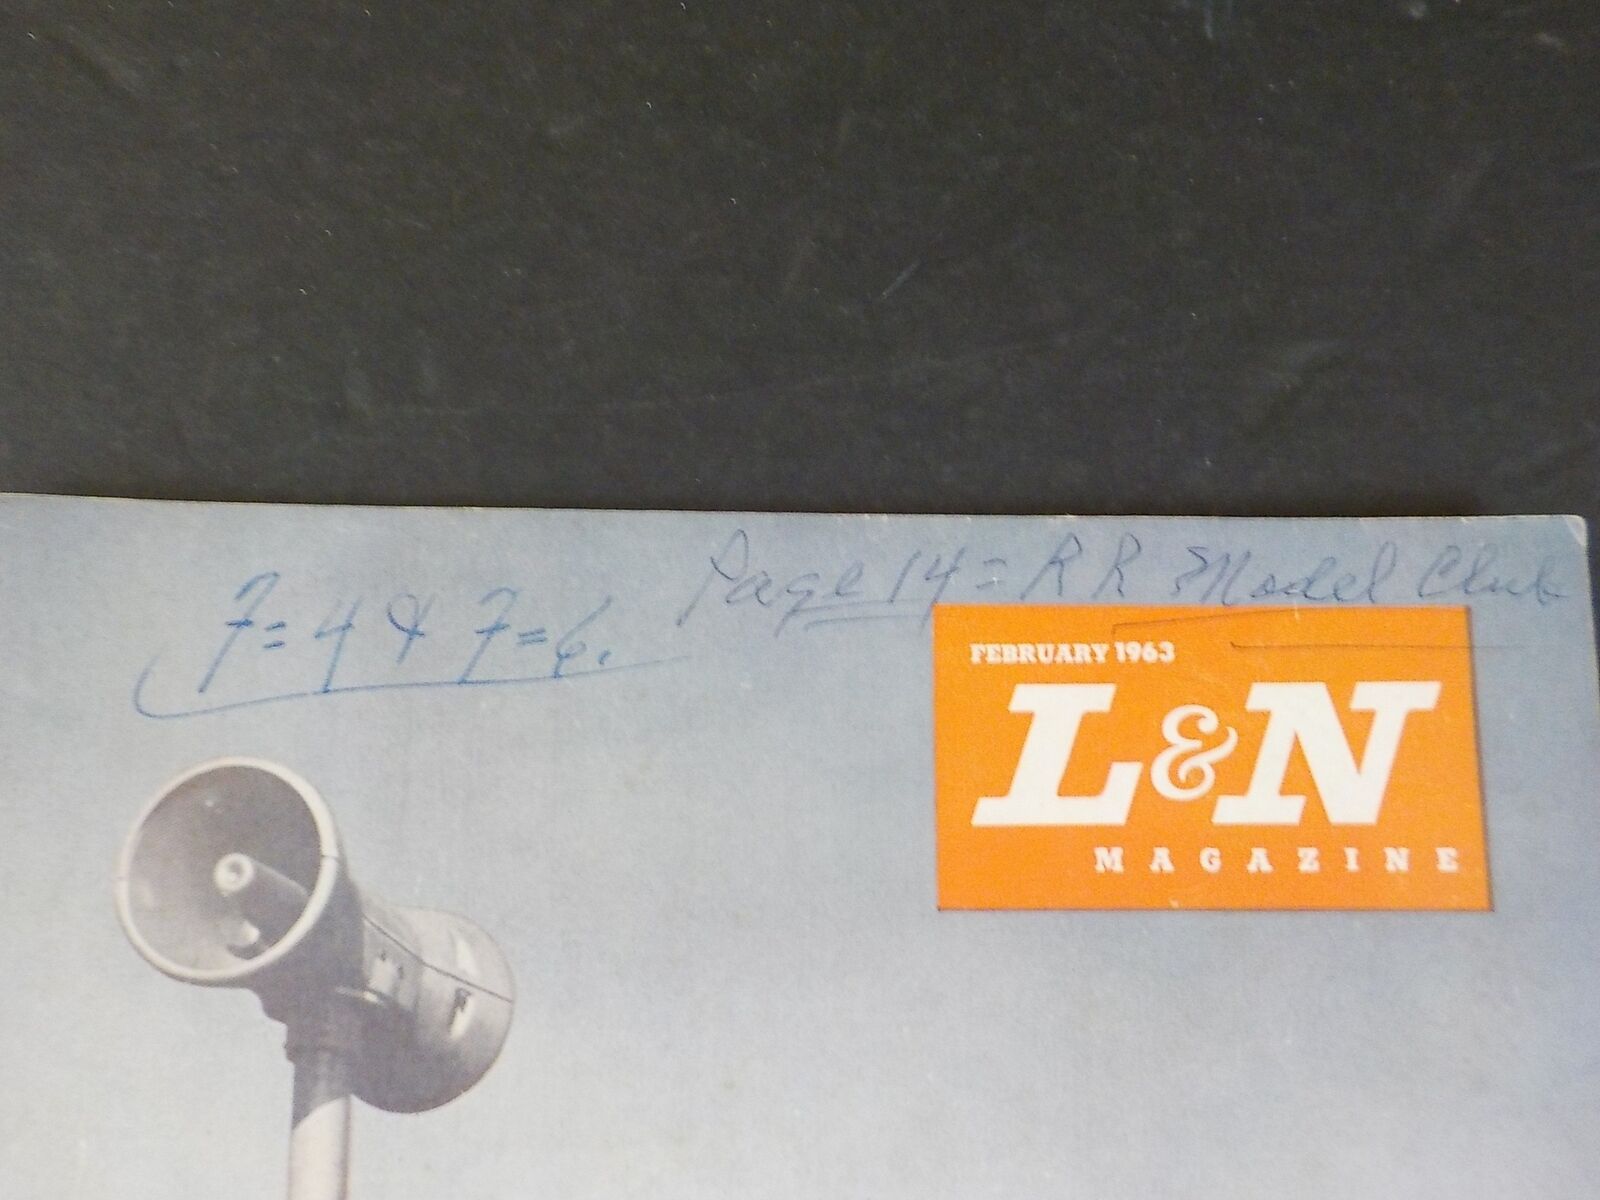 7=4 & 7=6.
Page 14 = RR Model Club
FEBRUARY 1963
L&N
MAGAZINE